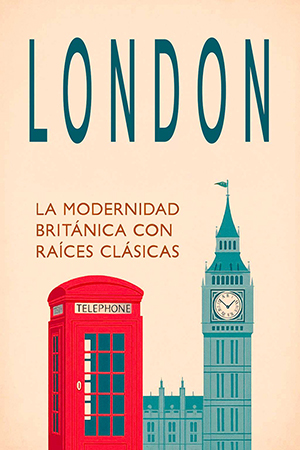 LONDON
LA MODERNIDAD
BRITÁNICA CON
RAÍCES CLÁSICAS
TELEPHONE